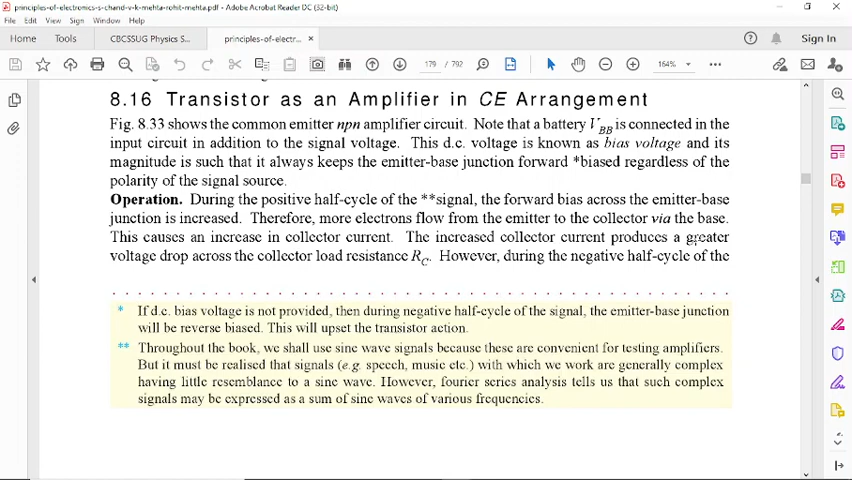 principles-of-electronics-s-chand-v-k-mehta-rohit-mehta.pdf - Adobe Acrobat Reader DC (32-bit)
File Edit View Sign Window Help
Home Tools CBCSSUG Physics S... principles-of-electr... × Sign In
179 / 792 164%
8.16 Transistor as an Amplifier in CE Arrangement
Fig. 8.33 shows the common emitter npn amplifier circuit. Note that a battery VBB is connected in the
input circuit in addition to the signal voltage. This d.c. voltage is known as bias voltage and its
magnitude is such that it always keeps the emitter-base junction forward *biased regardless of the
polarity of the signal source.
Operation. During the positive half-cycle of the **signal, the forward bias across the emitter-base
junction is increased. Therefore, more electrons flow from the emitter to the collector via the base.
This causes an increase in collector current. The increased collector current produces a greater
voltage drop across the collector load resistance RC. However, during the negative half-cycle of the
* If d.c. bias voltage is not provided, then during negative half-cycle of the signal, the emitter-base junction
will be reverse biased. This will upset the transistor action.
** Throughout the book, we shall use sine wave signals because these are convenient for testing amplifiers.
But it must be realised that signals (e.g. speech, music etc.) with which we work are generally complex
having little resemblance to a sine wave. However, fourier series analysis tells us that such complex
signals may be expressed as a sum of sine waves of various frequencies.